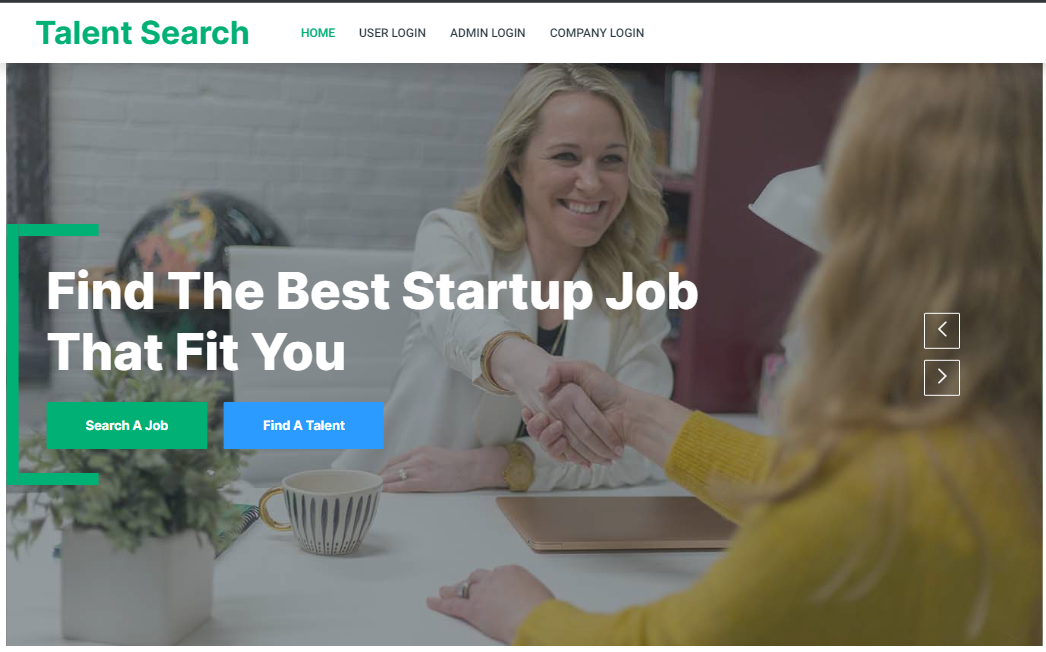 Talent Search
HOME USER LOGIN ADMIN LOGIN COMPANY LOGIN
Find The Best Startup Job
That Fit You
Search A Job Find A Talent